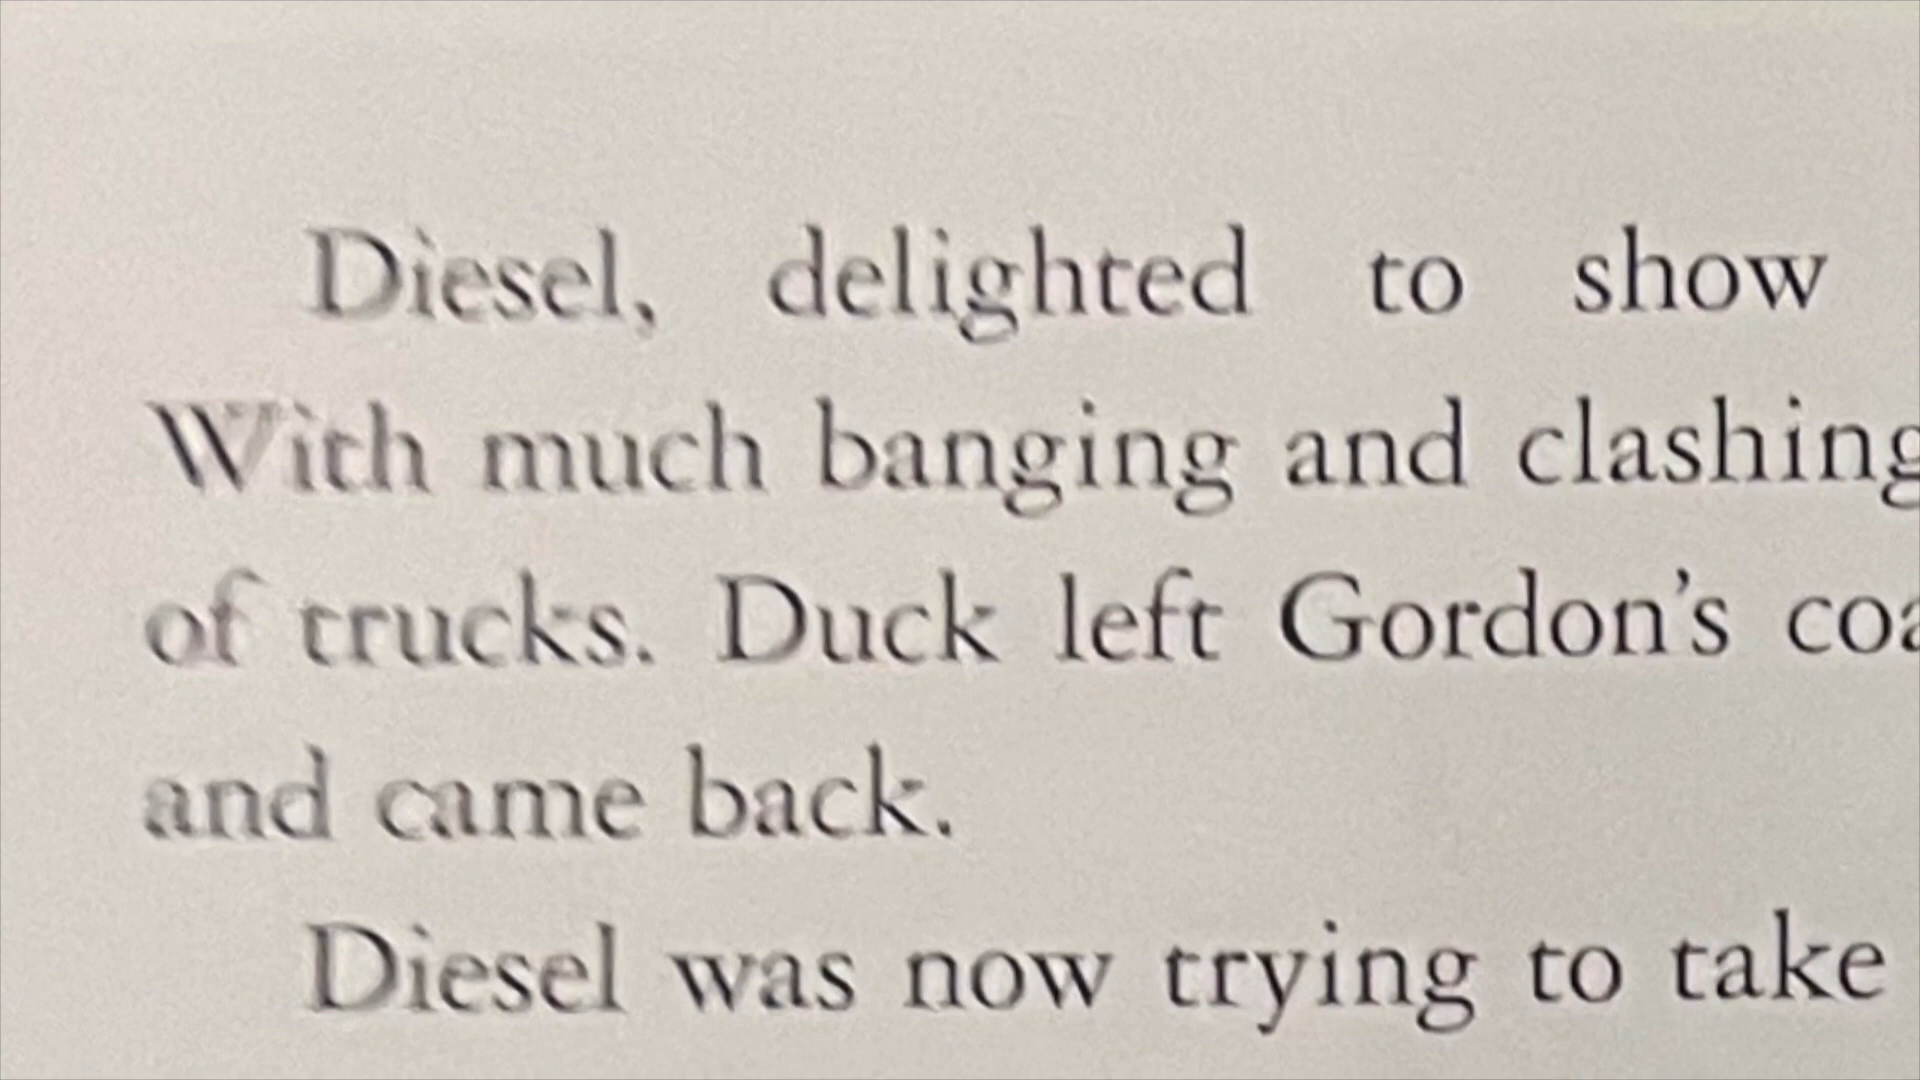 Diesel, delighted to show
With much banging and clashing
of trucks. Duck left Gordon’s
and came back.
Diesel was now trying to take